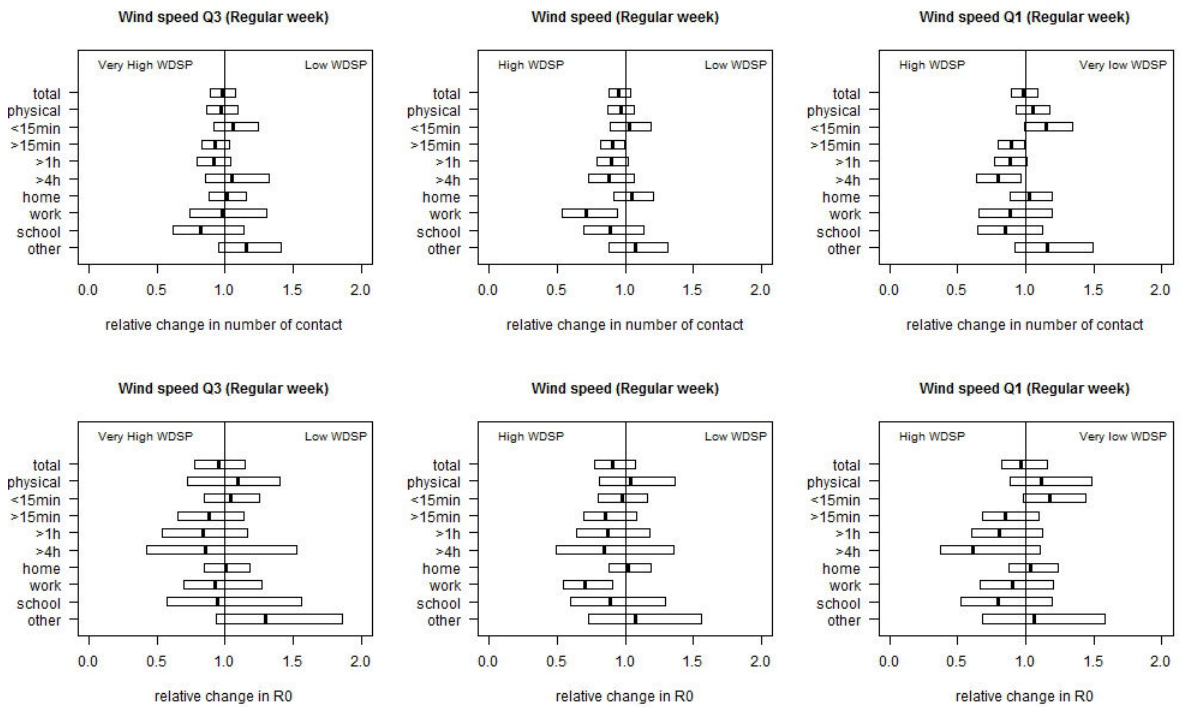 Wind speed Q3 (Regular week)
Very High WDSP Low WDSP
total
physical
<15min
>15min
>1h
>4h
home
work
school
other
0.0 0.5 1.0 1.5 2.0
relative change in number of contact
Wind speed (Regular week)
High WDSP Low WDSP
total
physical
<15min
>15min
>1h
>4h
home
work
school
other
0.0 0.5 1.0 1.5 2.0
relative change in number of contact
Wind speed Q1 (Regular week)
High WDSP Very low WDSP
total
physical
<15min
>15min
>1h
>4h
home
work
school
other
0.0 0.5 1.0 1.5 2.0
relative change in number of contact
Wind speed Q3 (Regular week)
Very High WDSP Low WDSP
total
physical
<15min
>15min
>1h
>4h
home
work
school
other
0.0 0.5 1.0 1.5 2.0
relative change in R0
Wind speed (Regular week)
High WDSP Low WDSP
total
physical
<15min
>15min
>1h
>4h
home
work
school
other
0.0 0.5 1.0 1.5 2.0
relative change in R0
Wind speed Q1 (Regular week)
High WDSP Very low WDSP
total
physical
<15min
>15min
>1h
>4h
home
work
school
other
0.0 0.5 1.0 1.5 2.0
relative change in R0